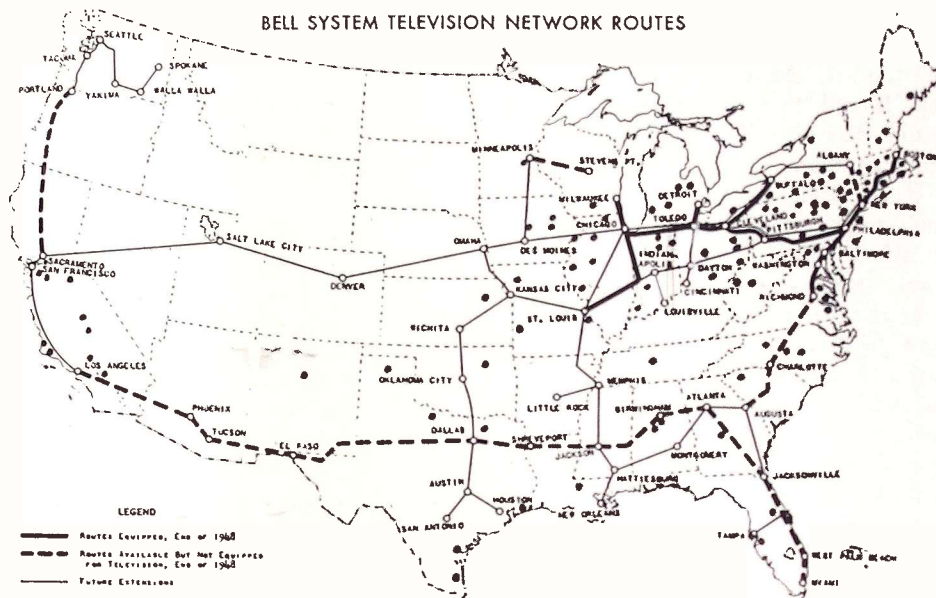 BELL SYSTEM TELEVISION NETWORK ROUTES
SEATTLE
TACOMA
SPOKANE
PORTLAND
YAKIMA
WALLA WALLA
MINNEAPOLIS
STEVENS PT.
ALBANY
BOSTON
BUFFALO
DETROIT
MILWAUKEE
NEW YORK
CHICAGO
TOLEDO
CLEVELAND
PITTSBURGH
PHILADELPHIA
SALT LAKE CITY
OMAHA
DES MOINES
INDIAN-
APOLIS
DAYTON
WASHINGTON
BALTIMORE
SACRAMENTO
SAN FRANCISCO
DENVER
KANSAS CITY
CINCINNATI
RICHMOND
ST. LOUIS
LOUISVILLE
WICHITA
LOS ANGELES
OKLAHOMA CITY
MEMPHIS
CHARLOTTE
LITTLE ROCK
ATLANTA
BIRMINGHAM
AUGUSTA
PHOENIX
TUCSON
DALLAS
SHREVEPORT
EL PASO
JACKSON
MONTGOMERY
HATTIESBURG
JACKSONVILLE
AUSTIN
HOUSTON
NEW ORLEANS
SAN ANTONIO
TAMPA
WEST PALM BEACH
MIAMI
LEGEND
ROUTES EQUIPPED, END OF 1948
ROUTES AVAILABLE BUT NOT EQUIPPED
FOR TELEVISION, END OF 1948
FUTURE EXTENSIONS